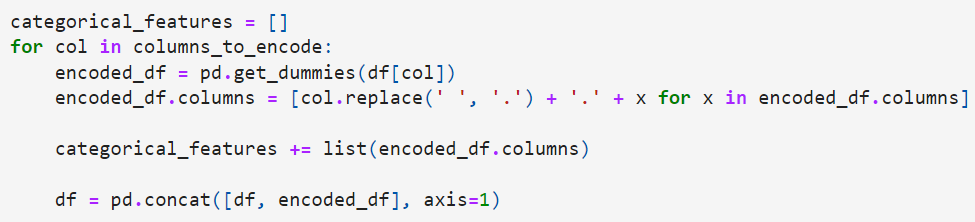 categorical_features = []
for col in columns_to_encode:
    encoded_df = pd.get_dummies(df[col])
    encoded_df.columns = [col.replace(' ', '.') + '.' + x for x in encoded_df.columns]

    categorical_features += list(encoded_df.columns)

    df = pd.concat([df, encoded_df], axis=1)